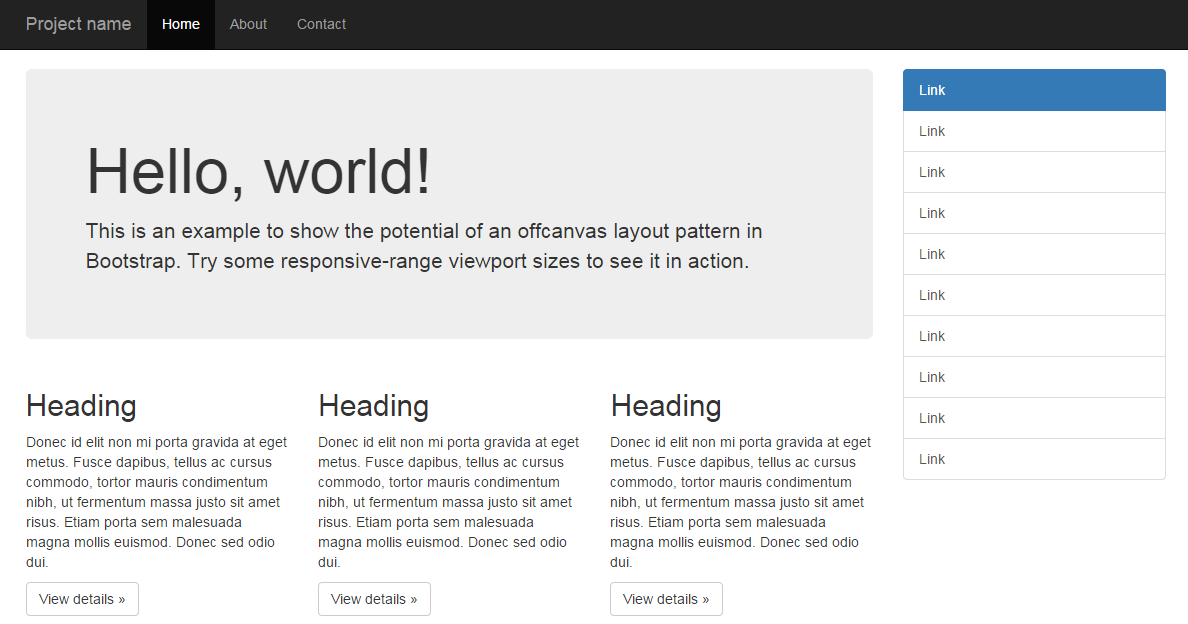 Project name Home About Contact
Hello, world!
This is an example to show the potential of an offcanvas layout pattern in
Bootstrap. Try some responsive-range viewport sizes to see it in action.
Heading
Donec id elit non mi porta gravida at eget
metus. Fusce dapibus, tellus ac cursus
commodo, tortor mauris condimentum
nibh, ut fermentum massa justo sit amet
risus. Etiam porta sem malesuada
magna mollis euismod. Donec sed odio
dui.
View details »
Heading
Donec id elit non mi porta gravida at eget
metus. Fusce dapibus, tellus ac cursus
commodo, tortor mauris condimentum
nibh, ut fermentum massa justo sit amet
risus. Etiam porta sem malesuada
magna mollis euismod. Donec sed odio
dui.
View details »
Heading
Donec id elit non mi porta gravida at eget
metus. Fusce dapibus, tellus ac cursus
commodo, tortor mauris condimentum
nibh, ut fermentum massa justo sit amet
risus. Etiam porta sem malesuada
magna mollis euismod. Donec sed odio
dui.
View details »
Link
Link
Link
Link
Link
Link
Link
Link
Link
Link